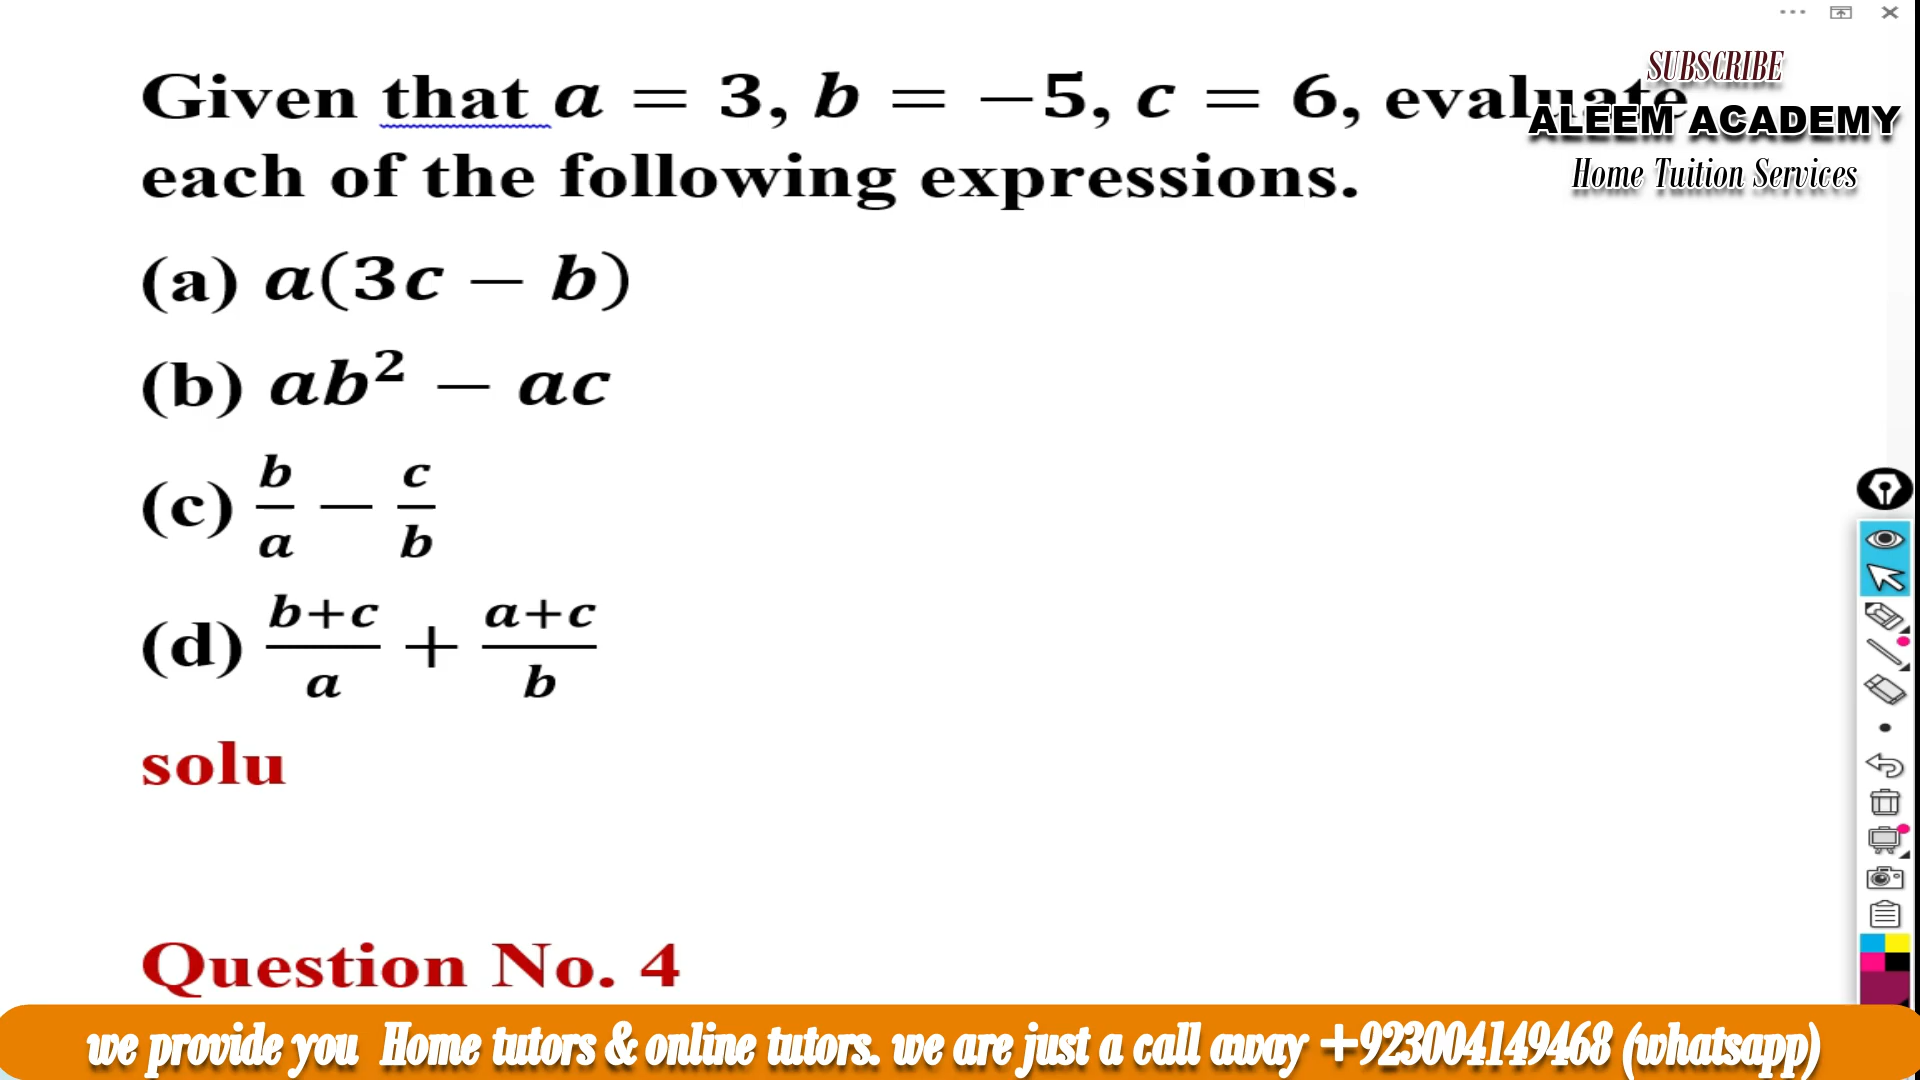 SUBSCRIBE
ALEEM ACADEMY
Home Tuition Services
Given that a = 3, b = −5, c = 6, evaluate
each of the following expressions.
(a) a(3c − b)
(b) ab² − ac
(c) b/a − c/b
(d) b+c/a + a+c/b
solu
Question No. 4
we provide you Home tutors & online tutors. we are just a call away +923004149468 (whatsapp)